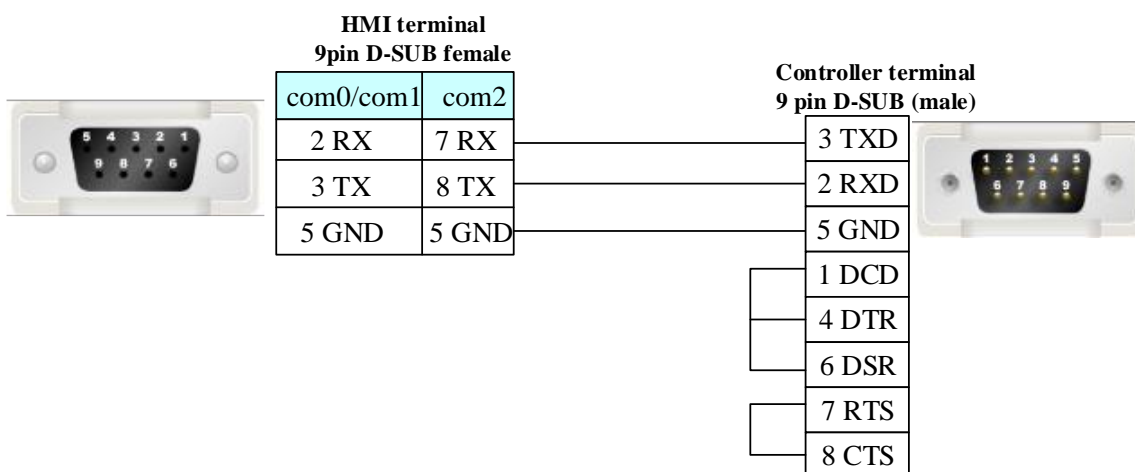 HMI terminal
9pin D-SUB female
com0/com1 com2
2 RX 7 RX
3 TX 8 TX
5 GND 5 GND
5 4 3 2 1
9 8 7 6
Controller terminal
9 pin D-SUB (male)
3 TXD
2 RXD
5 GND
1 DCD
4 DTR
6 DSR
7 RTS
8 CTS
1 2 3 4 5
6 7 8 9